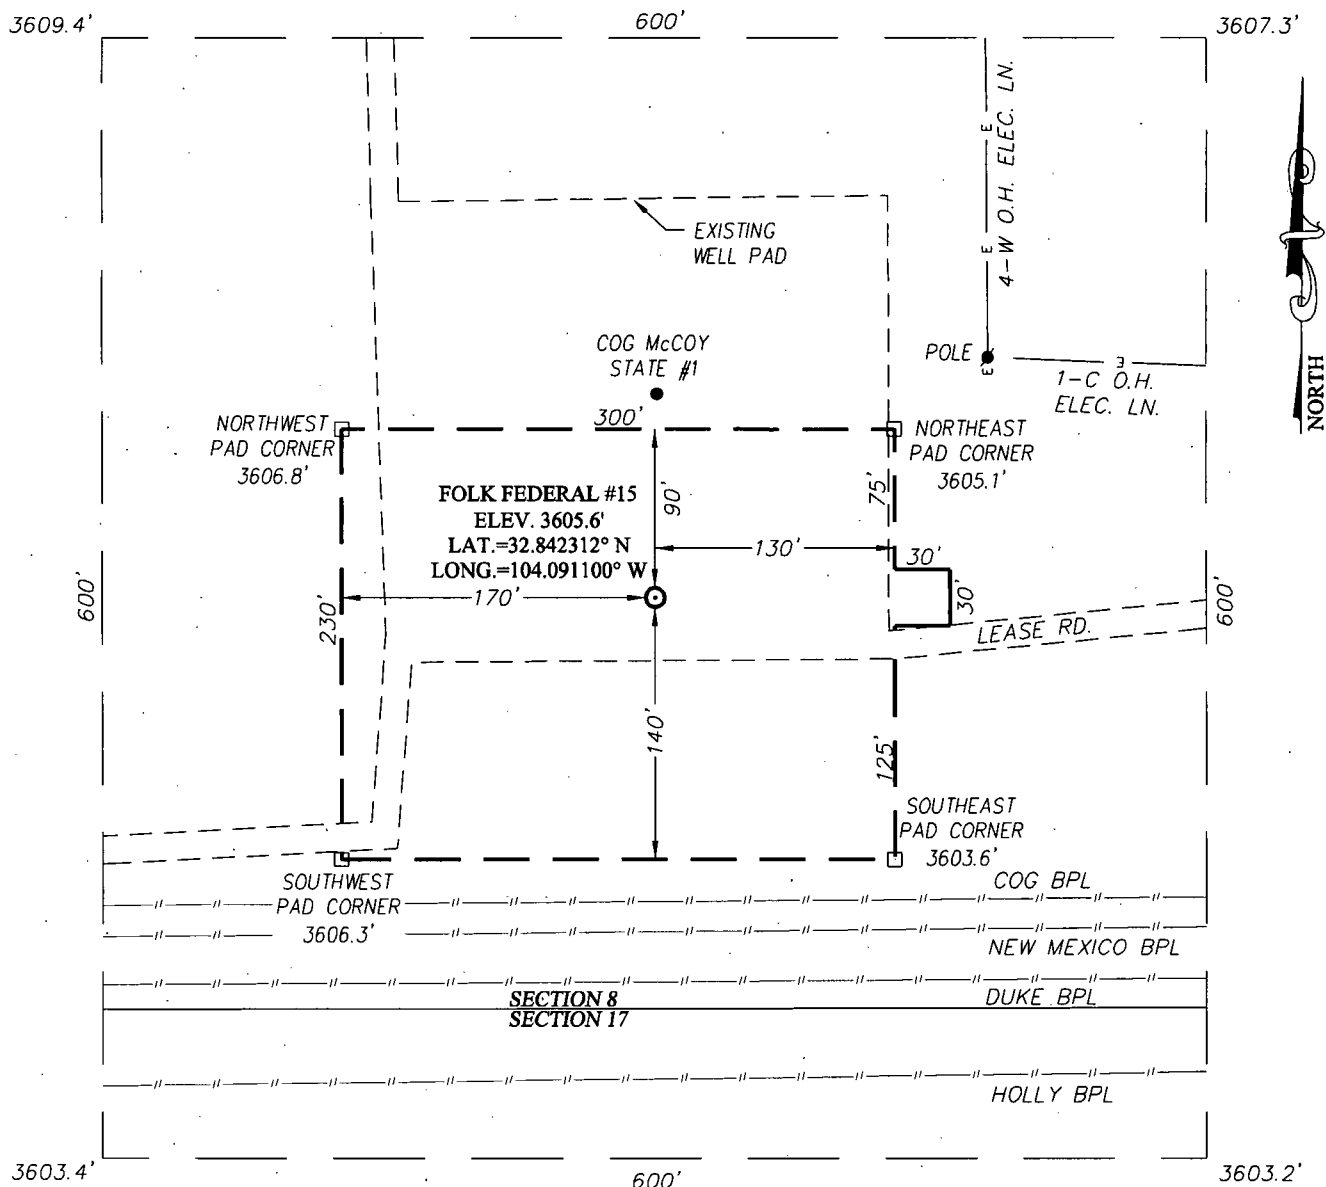 3609.4'
600'
3607.3'
4-W O.H. ELEC. LN.
E
E
EXISTING
WELL PAD
COG McCOY
STATE #1
POLE
E
E
1-C O.H.
ELEC. LN.
NORTH
NORTHWEST
PAD CORNER
3606.8'
300'
NORTHEAST
PAD CORNER
3605.1'
75'
90'
FOLK FEDERAL #15
ELEV. 3605.6'
LAT.=32.842312° N
LONG.=104.091100° W
130'
30'
30'
170'
600'
230'
600'
LEASE RD.
140'
125'
SOUTHEAST
PAD CORNER
3603.6'
SOUTHWEST
PAD CORNER
3606.3'
COG BPL
NEW MEXICO BPL
SECTION 8
DUKE BPL
SECTION 17
HOLLY BPL
3603.4'
600'
3603.2'